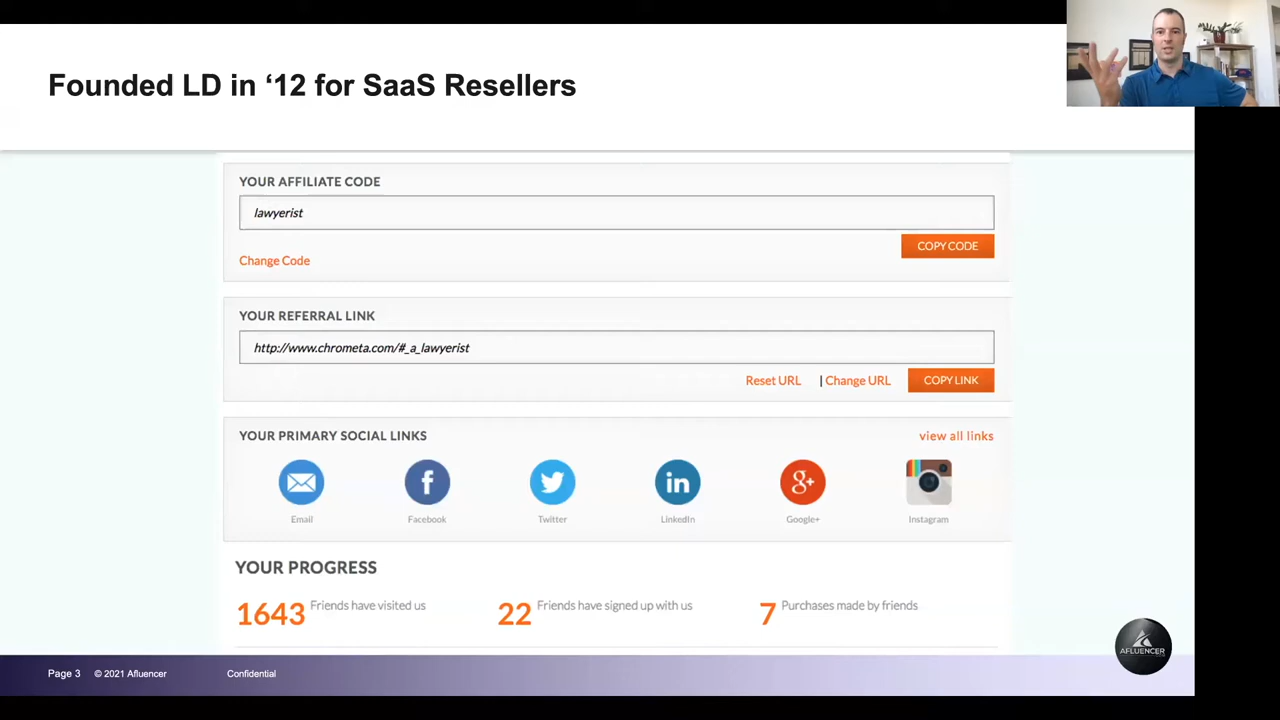 Founded LD in ‘12 for SaaS Resellers
YOUR AFFILIATE CODE
lawyerist
COPY CODE
Change Code
YOUR REFERRAL LINK
http://www.chrometa.com/#_a_lawyerist
Reset URL | Change URL COPY LINK
YOUR PRIMARY SOCIAL LINKS view all links
f in g+
Email Facebook Twitter LinkedIn Google+ Instagram
YOUR PROGRESS
1643 Friends have visited us 22 Friends have signed up with us 7 Purchases made by friends
AFLUENCER
Page 3 © 2021 Afluencer Confidential